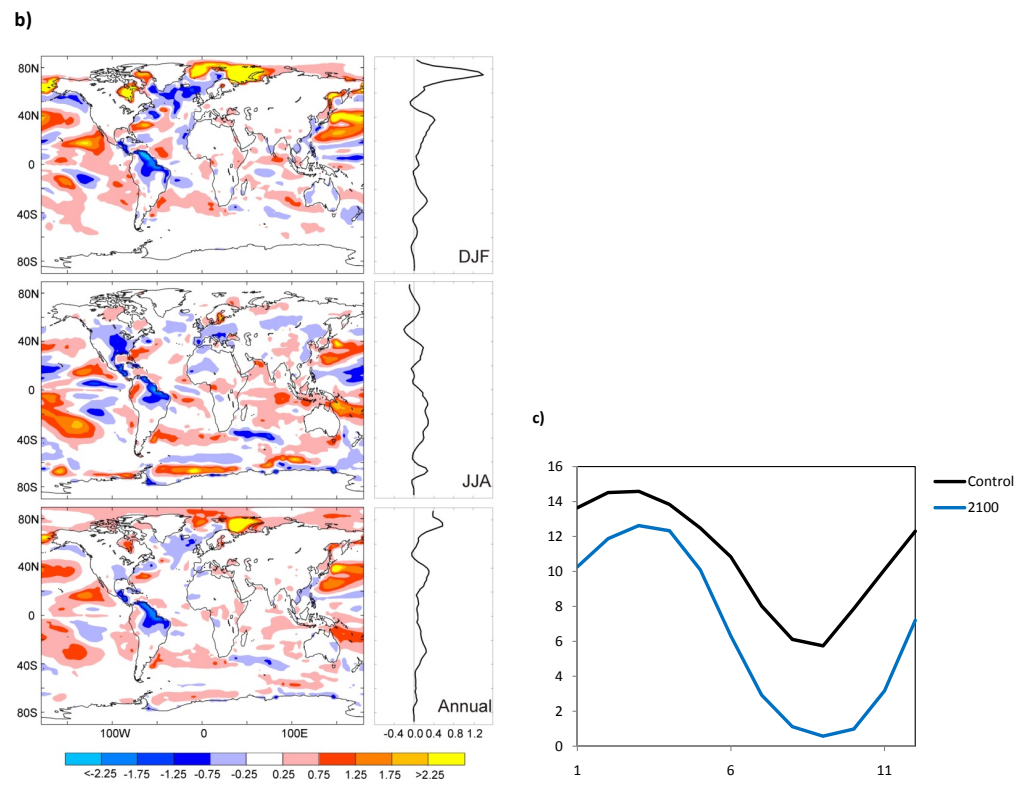 b)
80N
40N
0
40S
80S
DJF
80N
40N
0
40S
80S
JJA
80N
40N
0
40S
80S
Annual
100W 0 100E
-0.4 0.0 0.4 0.8 1.2
<-2.25 -1.75 -1.25 -0.75 -0.25 0.25 0.75 1.25 1.75 >2.25
c)
16
14
12
10
8
6
4
2
0
1 6 11
Control
2100